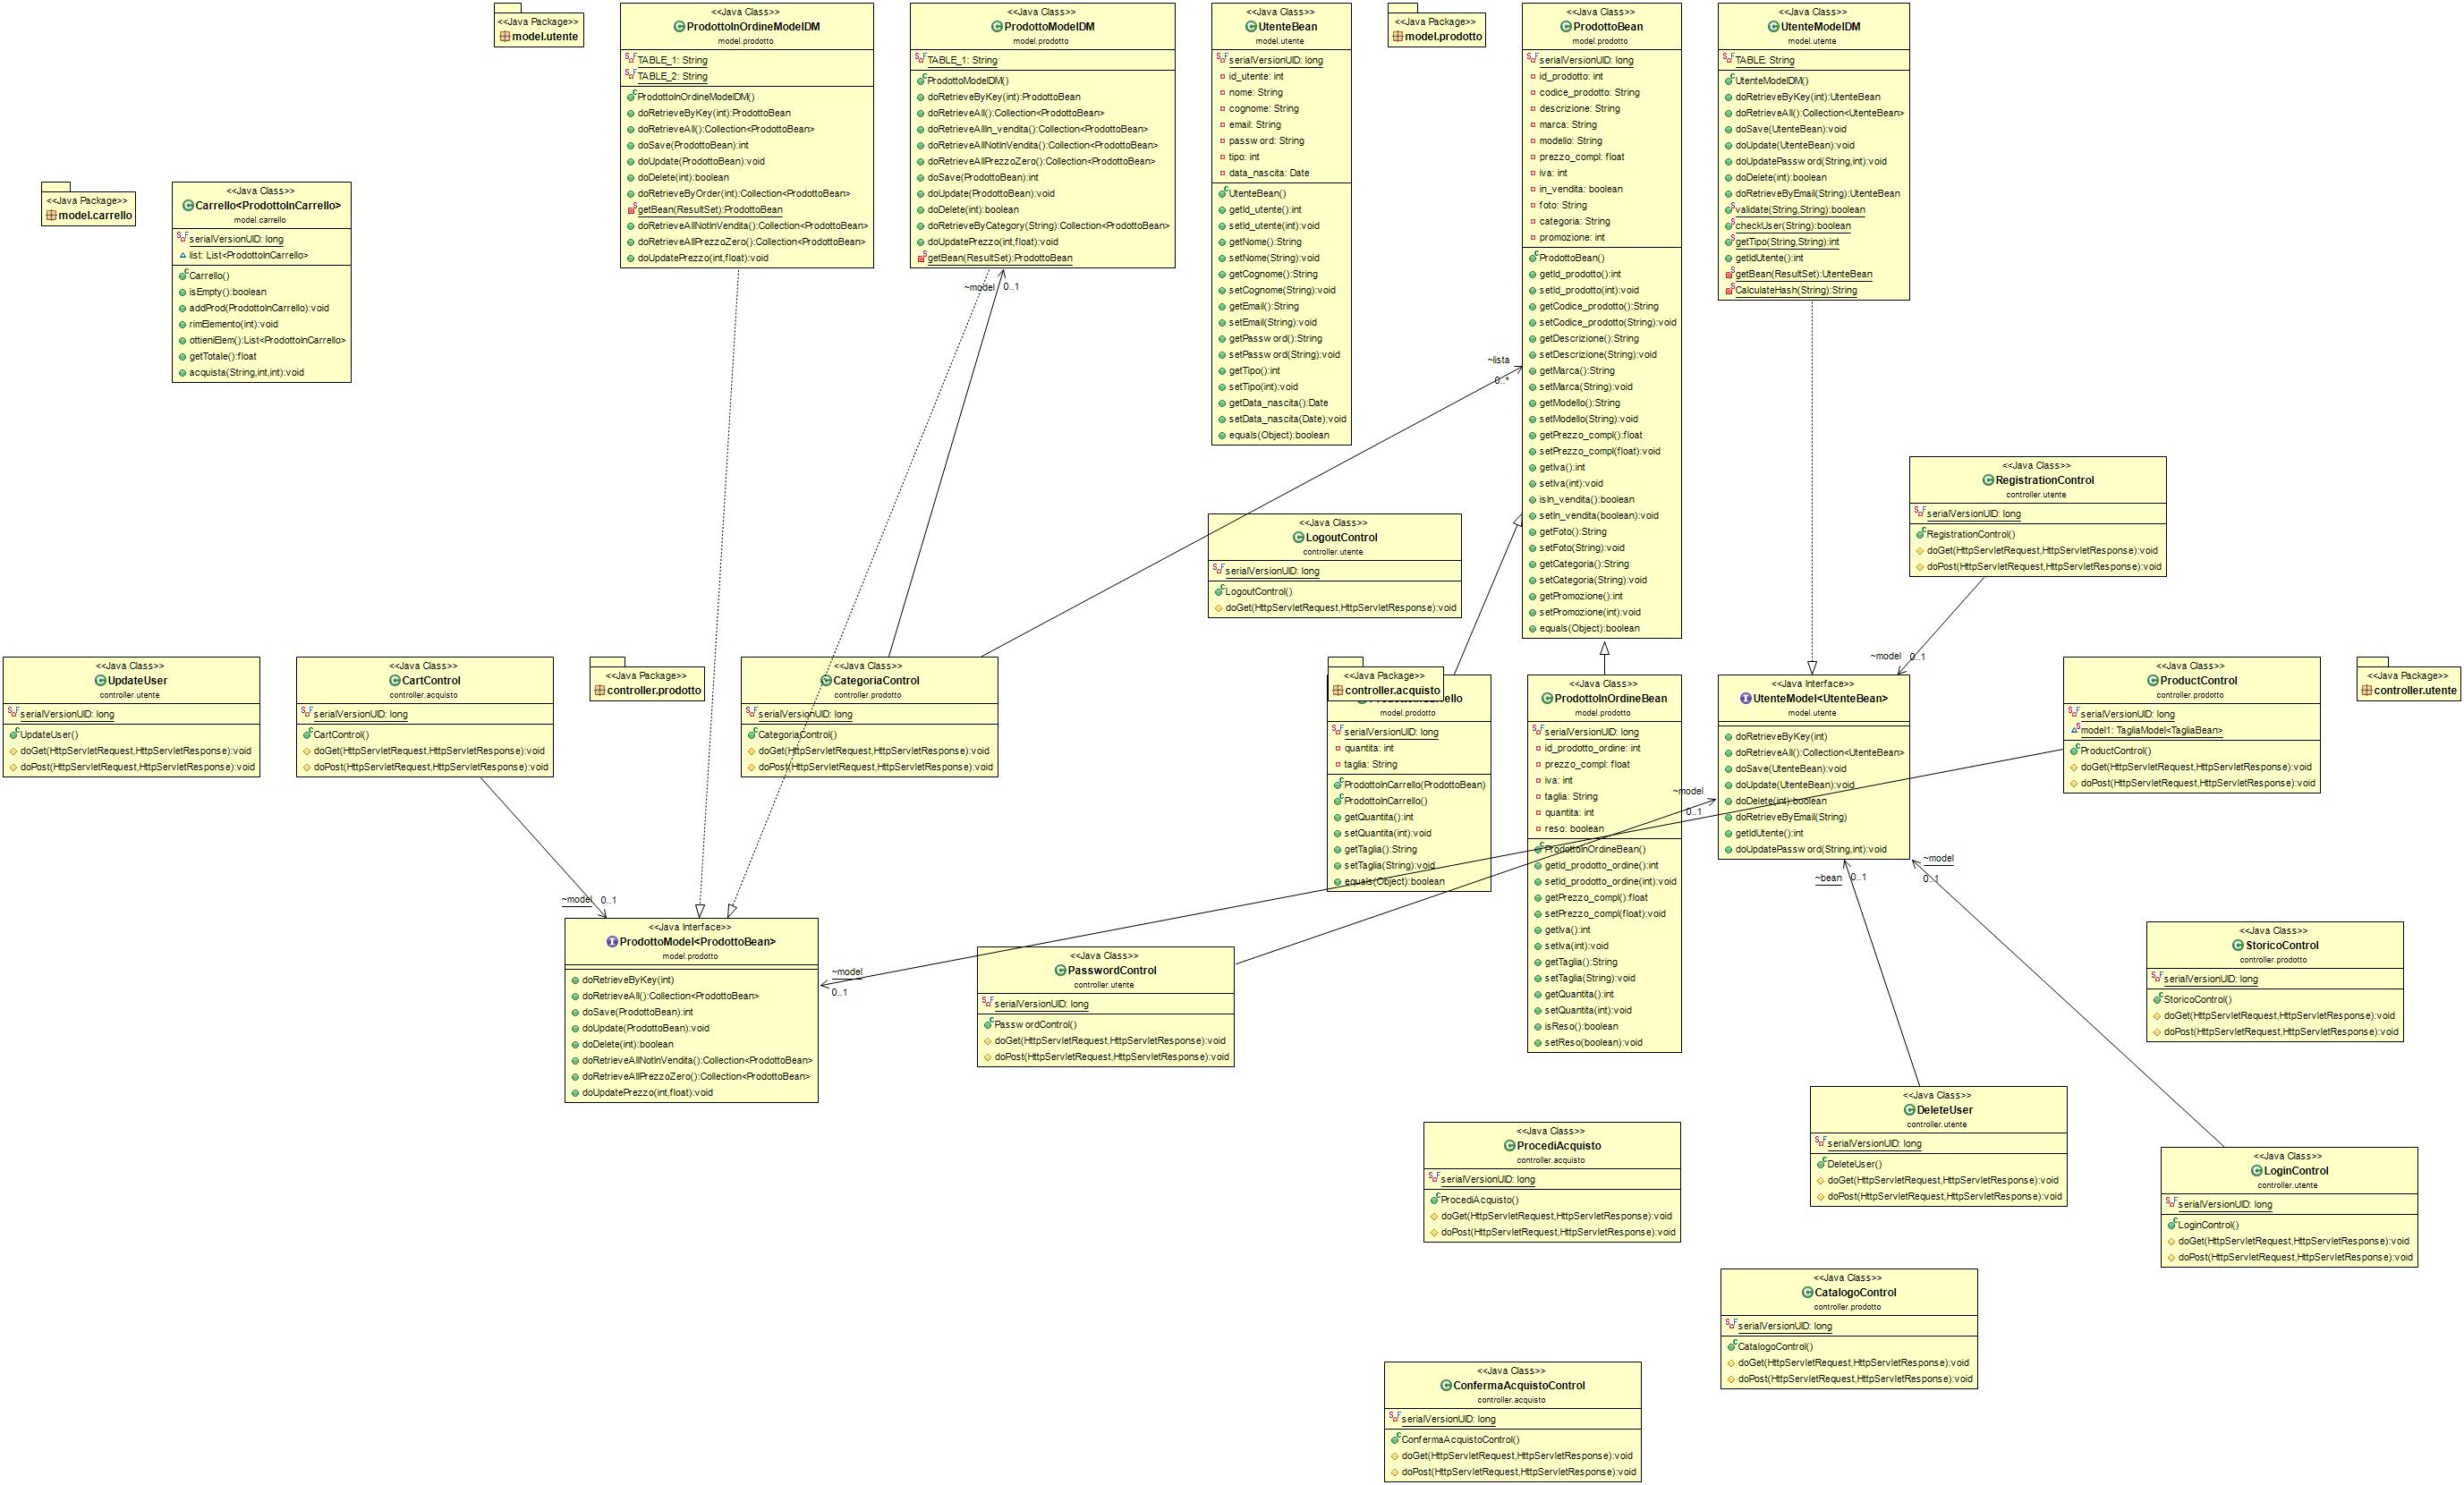 <<Java Package>>
model.utente
<<Java Class>>
ProdottoInOrdineModelDM
model.prodotto
TABLE_1: String
TABLE_2: String
ProdottoInOrdineModelDM()
doRetrieveByKey(int):ProdottoBean
doRetrieveAll():Collection<ProdottoBean>
doSave(ProdottoBean):int
doUpdate(ProdottoBean):void
doDelete(int):boolean
doRetrieveByOrder(int):Collection<ProdottoBean>
getBean(ResultSet):ProdottoBean
doRetrieveAllNotInVendita():Collection<ProdottoBean>
doRetrieveAllPrezzoZero():Collection<ProdottoBean>
doUpdatePrezzo(int,float):void
<<Java Class>>
ProdottoModelDM
model.prodotto
TABLE_1: String
ProdottoModelDM()
doRetrieveByKey(int):ProdottoBean
doRetrieveAll():Collection<ProdottoBean>
doRetrieveAllIn_vendita():Collection<ProdottoBean>
doRetrieveAllNotInVendita():Collection<ProdottoBean>
doRetrieveAllPrezzoZero():Collection<ProdottoBean>
doSave(ProdottoBean):int
doUpdate(ProdottoBean):void
doDelete(int):boolean
doRetrieveByCategory(String):Collection<ProdottoBean>
doUpdatePrezzo(int,float):void
getBean(ResultSet):ProdottoBean
~model 0..1
<<Java Class>>
UtenteBean
model.utente
serialVersionUID: long
id_utente: int
nome: String
cognome: String
email: String
password: String
tipo: int
data_nascita: Date
UtenteBean()
getId_utente():int
setId_utente(int):void
getNome():String
setNome(String):void
getCognome():String
setCognome(String):void
getEmail():String
setEmail(String):void
getPassword():String
setPassword(String):void
getTipo():int
setTipo(int):void
getData_nascita():Date
setData_nascita(Date):void
equals(Object):boolean
<<Java Package>>
model.prodotto
<<Java Class>>
ProdottoBean
model.prodotto
serialVersionUID: long
id_prodotto: int
codice_prodotto: String
descrizione: String
marca: String
modello: String
prezzo_compl: float
iva: int
in_vendita: boolean
foto: String
categoria: String
promozione: int
ProdottoBean()
getId_prodotto():int
setId_prodotto(int):void
getCodice_prodotto():String
setCodice_prodotto(String):void
getDescrizione():String
setDescrizione(String):void
getMarca():String
setMarca(String):void
getModello():String
setModello(String):void
getPrezzo_compl():float
setPrezzo_compl(float):void
getIva():int
setIva(int):void
isIn_vendita():boolean
setIn_vendita(boolean):void
getFoto():String
setFoto(String):void
getCategoria():String
setCategoria(String):void
getPromozione():int
setPromozione(int):void
equals(Object):boolean
~lista
0..*
<<Java Class>>
UtenteModelDM
model.utente
TABLE: String
UtenteModelDM()
doRetrieveByKey(int):UtenteBean
doRetrieveAll():Collection<UtenteBean>
doSave(UtenteBean):void
doUpdate(UtenteBean):void
doUpdatePassword(String,int):void
doDelete(int):boolean
doRetrieveByEmail(String):UtenteBean
validate(String,String):boolean
checkUser(String):boolean
getTipo(String,String):int
getIdUtente():int
getBean(ResultSet):UtenteBean
CalculateHash(String):String
<<Java Package>>
model.carrello
<<Java Class>>
Carrello<ProdottoInCarrello>
model.carrello
serialVersionUID: long
list: List<ProdottoInCarrello>
Carrello()
isEmpty():boolean
addProd(ProdottoInCarrello):void
rimElemento(int):void
ottieniElem():List<ProdottoInCarrello>
getTotale():float
acquista(String,int,int):void
<<Java Class>>
RegistrationControl
controller.utente
serialVersionUID: long
RegistrationControl()
doGet(HttpServletRequest,HttpServletResponse):void
doPost(HttpServletRequest,HttpServletResponse):void
~model 0..1
<<Java Class>>
LogoutControl
controller.utente
serialVersionUID: long
LogoutControl()
doGet(HttpServletRequest,HttpServletResponse):void
<<Java Class>>
UpdateUser
controller.utente
serialVersionUID: long
UpdateUser()
doGet(HttpServletRequest,HttpServletResponse):void
doPost(HttpServletRequest,HttpServletResponse):void
<<Java Class>>
CartControl
controller.acquisto
serialVersionUID: long
CartControl()
doGet(HttpServletRequest,HttpServletResponse):void
doPost(HttpServletRequest,HttpServletResponse):void
~model 0..1
<<Java Package>>
controller.prodotto
<<Java Class>>
CategoriaControl
controller.prodotto
serialVersionUID: long
CategoriaControl()
doGet(HttpServletRequest,HttpServletResponse):void
doPost(HttpServletRequest,HttpServletResponse):void
<<Java Package>>
controller.acquisto
model.prodotto
serialVersionUID: long
quantita: int
taglia: String
ProdottoInCarrello(ProdottoBean)
ProdottoInCarrello()
getQuantita():int
setQuantita(int):void
getTaglia():String
setTaglia(String):void
equals(Object):boolean
<<Java Class>>
ProdottoInOrdineBean
model.prodotto
serialVersionUID: long
id_prodotto_ordine: int
prezzo_compl: float
iva: int
taglia: String
quantita: int
reso: boolean
ProdottoInOrdineBean()
getId_prodotto_ordine():int
setId_prodotto_ordine(int):void
getPrezzo_compl():float
setPrezzo_compl(float):void
getIva():int
setIva(int):void
getTaglia():String
setTaglia(String):void
getQuantita():int
setQuantita(int):void
isReso():boolean
setReso(boolean):void
~model
0..1
<<Java Interface>>
UtenteModel<UtenteBean>
model.utente
doRetrieveByKey(int)
doRetrieveAll():Collection<UtenteBean>
doSave(UtenteBean):void
doUpdate(UtenteBean):void
doDelete(int):boolean
doRetrieveByEmail(String)
getIdUtente():int
doUpdatePassword(String,int):void
~bean 0..1
~model
0..1
<<Java Class>>
ProductControl
controller.prodotto
serialVersionUID: long
model1: TagliaModel<TagliaBean>
ProductControl()
doGet(HttpServletRequest,HttpServletResponse):void
doPost(HttpServletRequest,HttpServletResponse):void
<<Java Package>>
controller.utente
<<Java Interface>>
ProdottoModel<ProdottoBean>
model.prodotto
doRetrieveByKey(int)
doRetrieveAll():Collection<ProdottoBean>
doSave(ProdottoBean):int
doUpdate(ProdottoBean):void
doDelete(int):boolean
doRetrieveAllNotInVendita():Collection<ProdottoBean>
doRetrieveAllPrezzoZero():Collection<ProdottoBean>
doUpdatePrezzo(int,float):void
~model
0..1
<<Java Class>>
PasswordControl
controller.utente
serialVersionUID: long
PasswordControl()
doGet(HttpServletRequest,HttpServletResponse):void
doPost(HttpServletRequest,HttpServletResponse):void
<<Java Class>>
StoricoControl
controller.prodotto
serialVersionUID: long
StoricoControl()
doGet(HttpServletRequest,HttpServletResponse):void
doPost(HttpServletRequest,HttpServletResponse):void
<<Java Class>>
DeleteUser
controller.utente
serialVersionUID: long
DeleteUser()
doGet(HttpServletRequest,HttpServletResponse):void
doPost(HttpServletRequest,HttpServletResponse):void
<<Java Class>>
ProcediAcquisto
controller.acquisto
serialVersionUID: long
ProcediAcquisto()
doGet(HttpServletRequest,HttpServletResponse):void
doPost(HttpServletRequest,HttpServletResponse):void
<<Java Class>>
LoginControl
controller.utente
serialVersionUID: long
LoginControl()
doGet(HttpServletRequest,HttpServletResponse):void
doPost(HttpServletRequest,HttpServletResponse):void
<<Java Class>>
CatalogoControl
controller.prodotto
serialVersionUID: long
CatalogoControl()
doGet(HttpServletRequest,HttpServletResponse):void
doPost(HttpServletRequest,HttpServletResponse):void
<<Java Class>>
ConfermaAcquistoControl
controller.acquisto
serialVersionUID: long
ConfermaAcquistoControl()
doGet(HttpServletRequest,HttpServletResponse):void
doPost(HttpServletRequest,HttpServletResponse):void